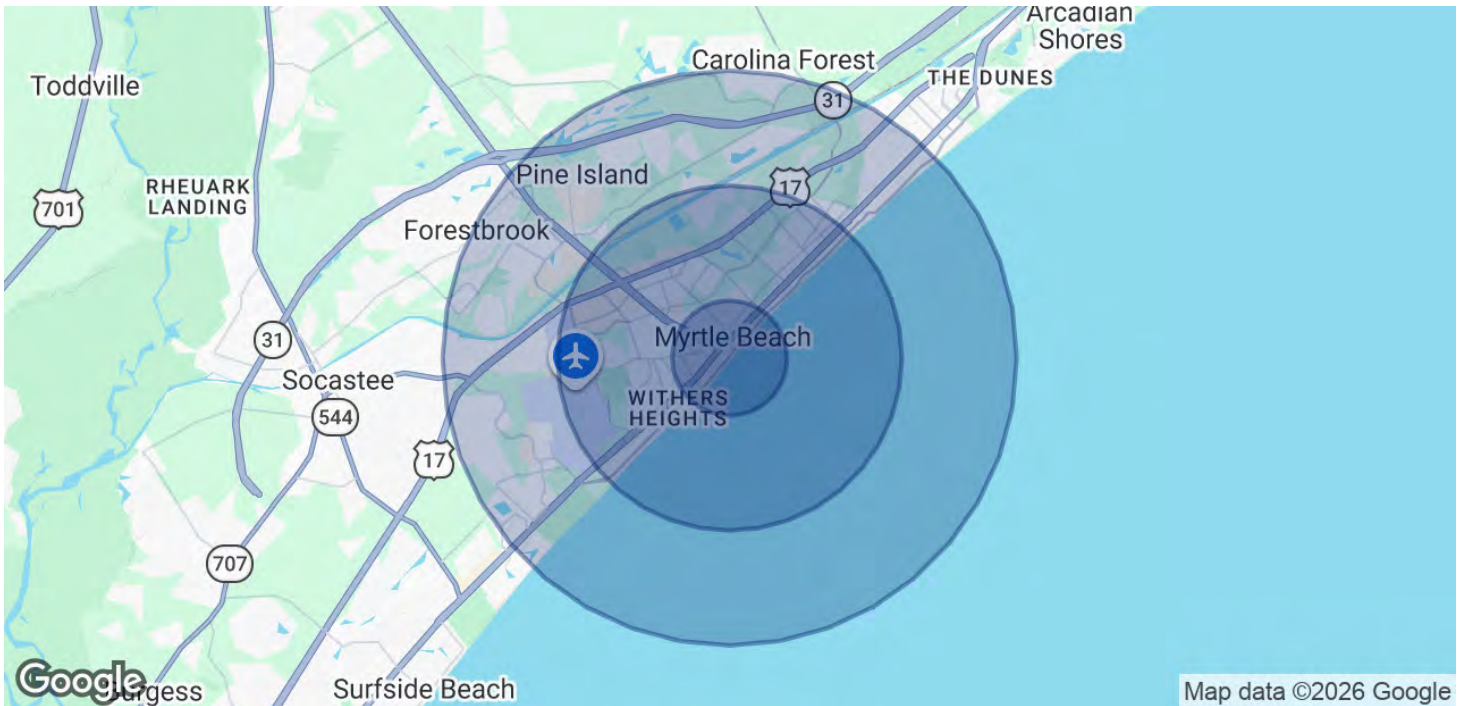 Arcadian
Shores
Carolina Forest
THE DUNES
Toddville
31
Pine Island
17
RHEUARK
LANDING
701
Forestbrook
Myrtle Beach
31
Socastee
WITHERS
HEIGHTS
544
17
707
Google
Burgess
Surfside Beach
Map data ©2026 Google